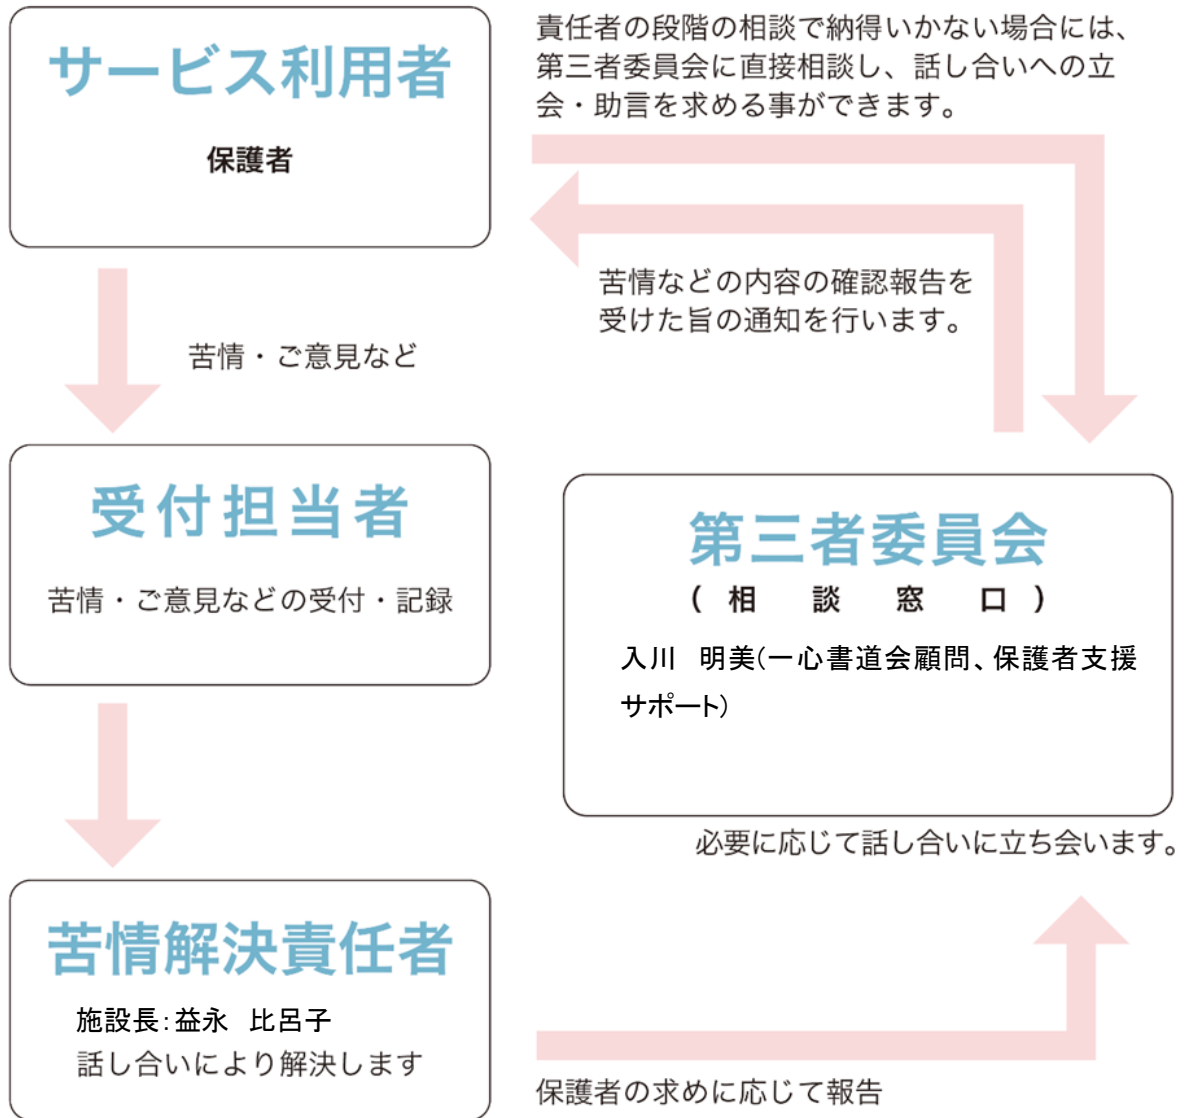 サービス利用者
保護者
責任者の段階の相談で納得いかない場合には、
第三者委員会に直接相談し、話し合いへの立
会・助言を求める事ができます。
苦情などの内容の確認報告を
受けた旨の通知を行います。
苦情・ご意見など
受付担当者
苦情・ご意見などの受付・記録
第三者委員会
(相　談　窓　口)
入川　明美(一心書道会顧問、保護者支援
サポート)
必要に応じて話し合いに立ち会います。
苦情解決責任者
施設長:益永　比呂子
話し合いにより解決します
保護者の求めに応じて報告